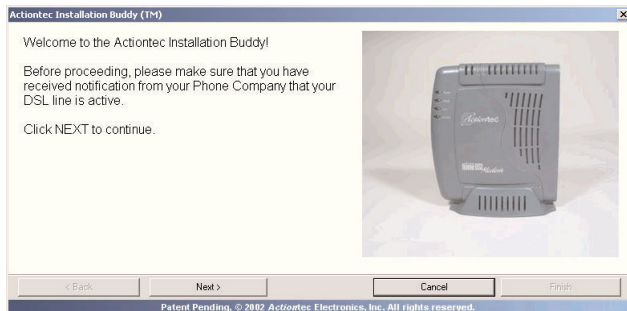 Actiontec Installation Buddy (TM)
Welcome to the Actiontec Installation Buddy!
Before proceeding, please make sure that you have
received notification from your Phone Company that your
DSL line is active.
Click NEXT to continue.
Actiontec
Modem
< Back
Next >
Cancel
Finish
Patent Pending, © 2002 Actiontec Electronics, Inc. All rights reserved.